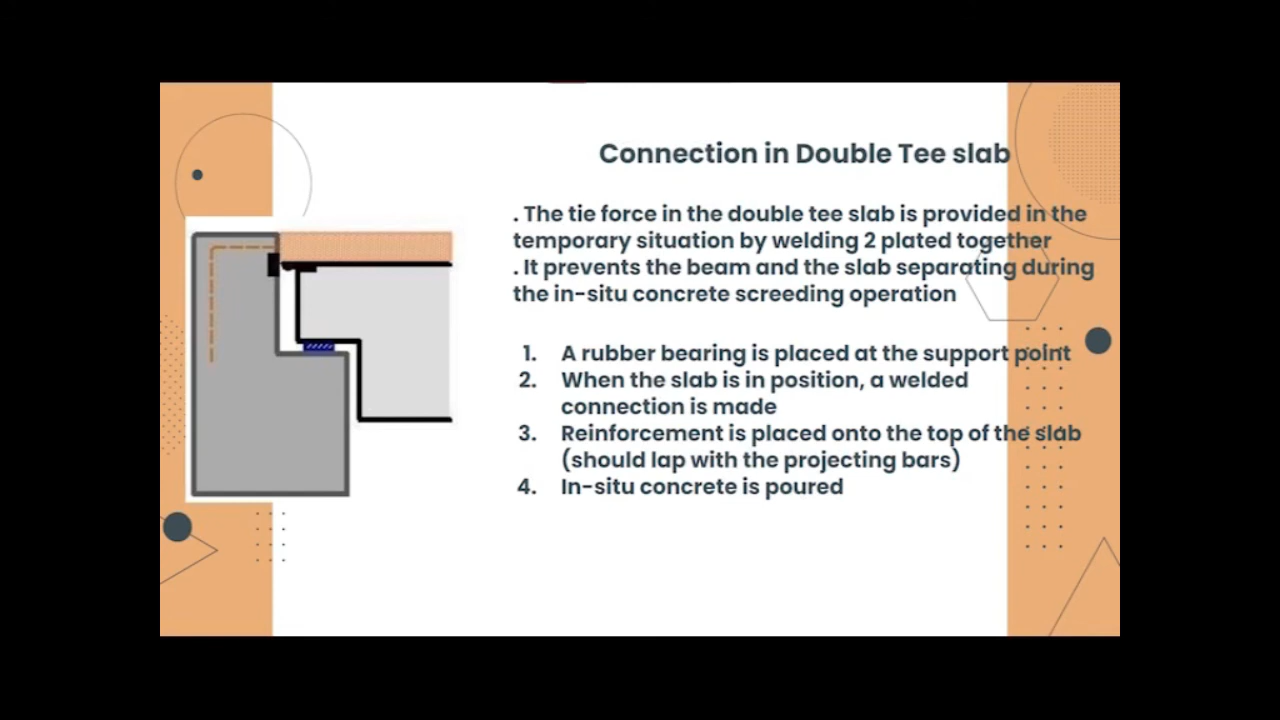 Connection in Double Tee slab
. The tie force in the double tee slab is provided in the
temporary situation by welding 2 plated together
. It prevents the beam and the slab separating during
the in-situ concrete screeding operation
1. A rubber bearing is placed at the support point
2. When the slab is in position, a welded
connection is made
3. Reinforcement is placed onto the top of the slab
(should lap with the projecting bars)
4. In-situ concrete is poured